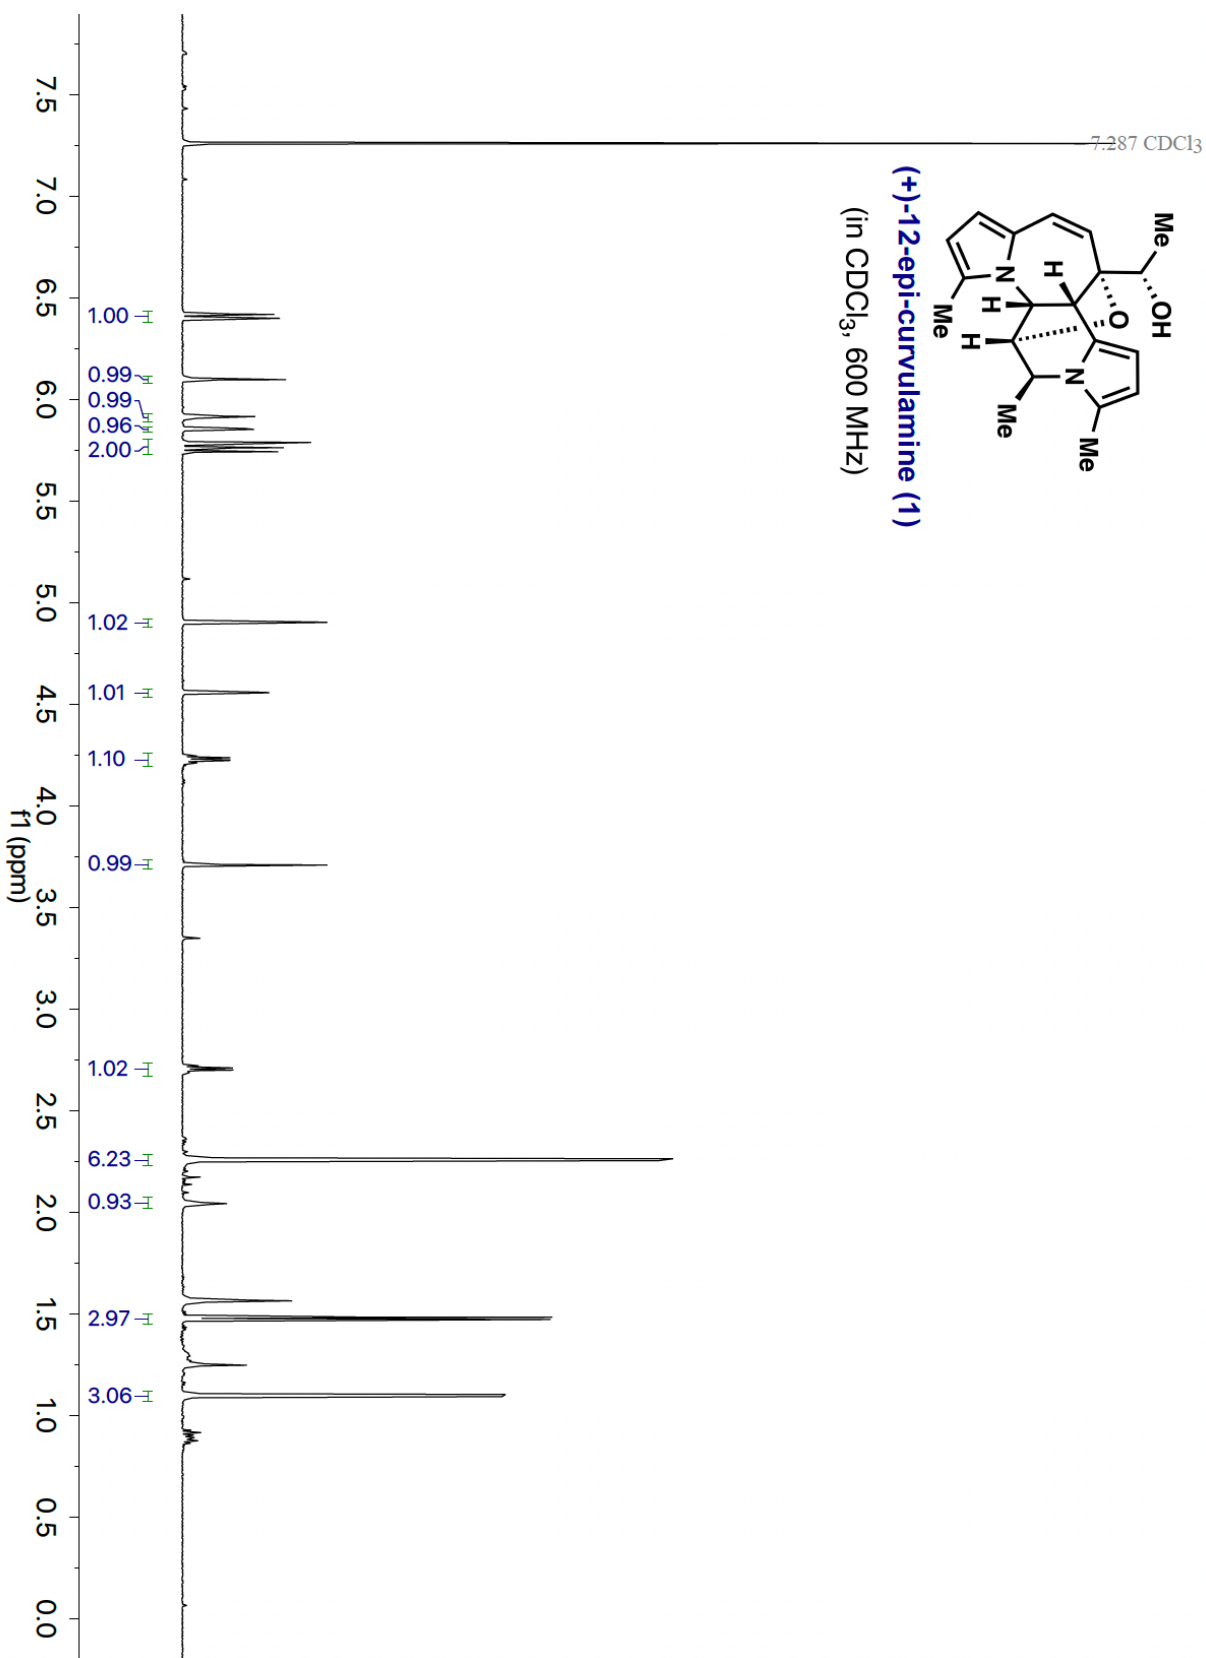 7.287 CDCl3
Me
OH
O
H
N
H
Me
H
N
Me
Me
(+)-12-epi-curvulamine (1)
(in CDCl3, 600 MHz)
1.00
0.99
0.99
0.96
2.00
1.02
1.01
1.10
0.99
1.02
6.23
0.93
2.97
3.06
7.5 7.0 6.5 6.0 5.5 5.0 4.5 4.0 3.5 3.0 2.5 2.0 1.5 1.0 0.5 0.0
f1 (ppm)